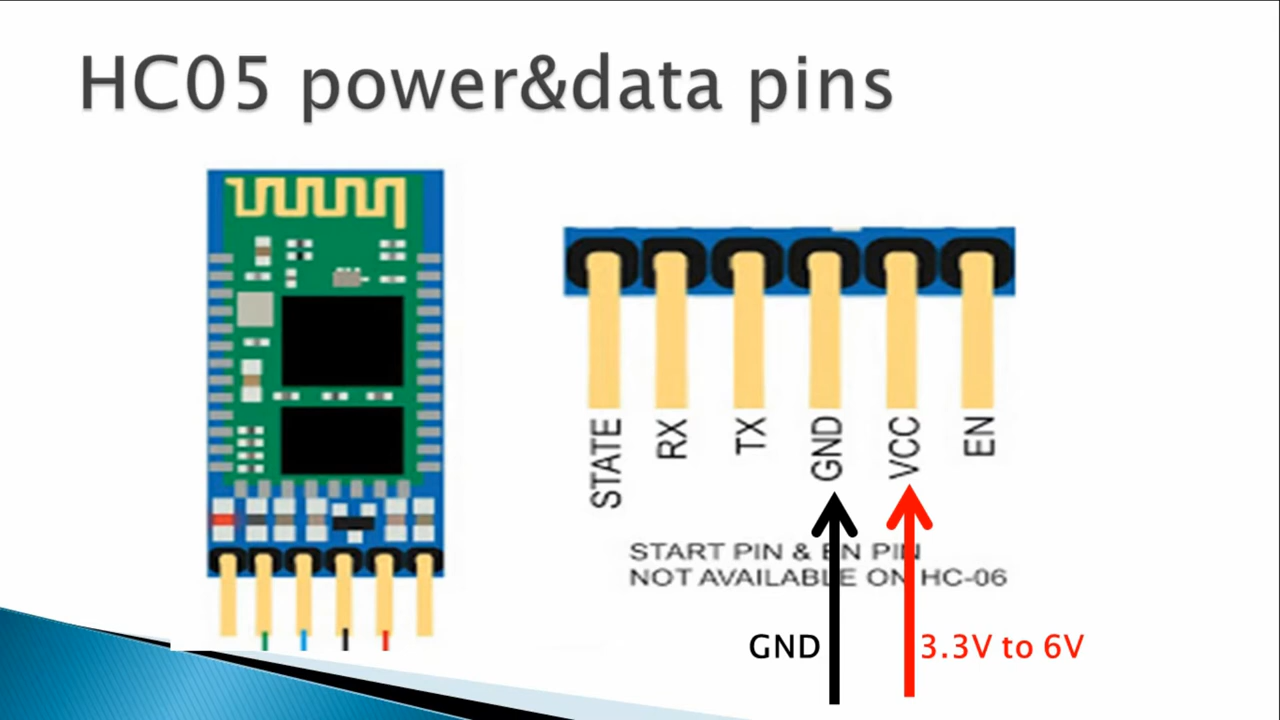 HC05 power&data pins
STATE
RX
TX
GND
VCC
EN
START PIN & EN PIN
NOT AVAILABLE ON HC-06
GND
3.3V to 6V